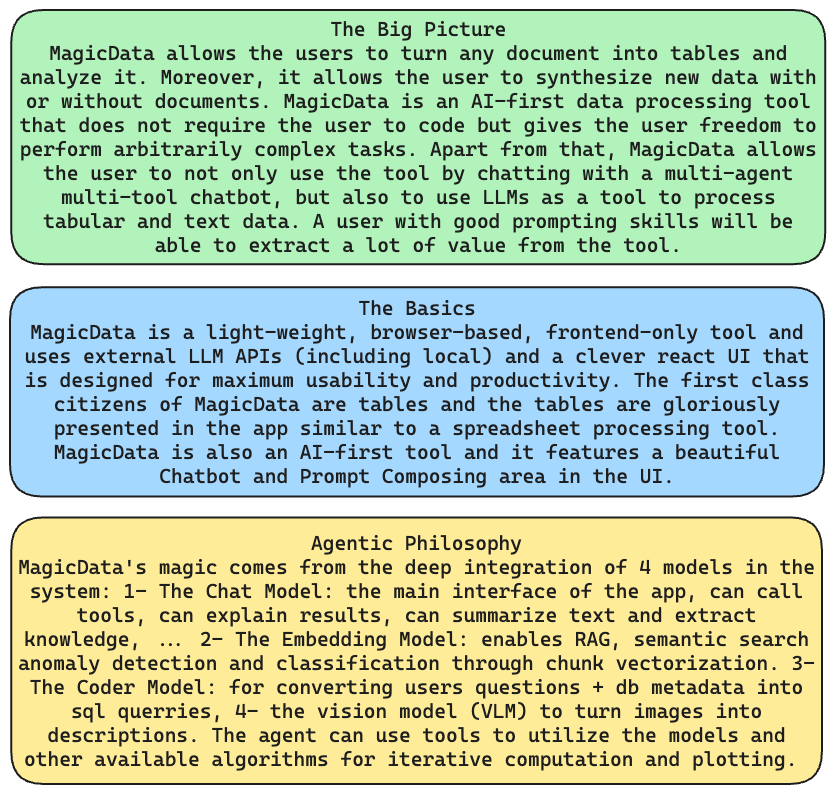 The Big Picture
MagicData allows the users to turn any document into tables and
analyze it. Moreover, it allows the user to synthesize new data with
or without documents. MagicData is an AI-first data processing tool
that does not require the user to code but gives the user freedom to
perform arbitrarily complex tasks. Apart from that, MagicData allows
the user to not only use the tool by chatting with a multi-agent
multi-tool chatbot, but also to use LLMs as a tool to process
tabular and text data. A user with good prompting skills will be
able to extract a lot of value from the tool.
The Basics
MagicData is a light-weight, browser-based, frontend-only tool and
uses external LLM APIs (including local) and a clever react UI that
is designed for maximum usability and productivity. The first class
citizens of MagicData are tables and the tables are gloriously
presented in the app similar to a spreadsheet processing tool.
MagicData is also an AI-first tool and it features a beautiful
Chatbot and Prompt Composing area in the UI.
Agentic Philosophy
MagicData's magic comes from the deep integration of 4 models in the
system: 1- The Chat Model: the main interface of the app, can call
tools, can explain results, can summarize text and extract
knowledge, ... 2- The Embedding Model: enables RAG, semantic search
anomaly detection and classification through chunk vectorization. 3-
The Coder Model: for converting users questions + db metadata into
sql querries, 4- the vision model (VLM) to turn images into
descriptions. The agent can use tools to utilize the models and
other available algorithms for iterative computation and plotting.